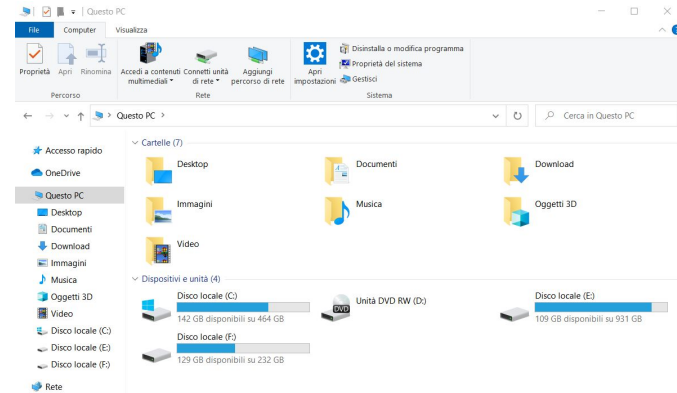 Questo PC
File Computer Visualizza
Proprietà Apri Rinomina Accedi a contenuti multimediali Connetti unità di rete Aggiungi percorso di rete Apri impostazioni Disinstalla o modifica programma
Proprietà del sistema
Gestisci
Percorso Rete Sistema
Questo PC Cerca in Questo PC
Accesso rapido
OneDrive
Questo PC
Desktop
Documenti
Download
Immagini
Musica
Oggetti 3D
Video
Disco locale (C:)
Disco locale (E:)
Disco locale (F:)
Rete
Cartelle (7)
Desktop Documenti Download
Immagini Musica Oggetti 3D
Video
Dispositivi e unità (4)
Disco locale (C:)
142 GB disponibili su 464 GB
DVD
Unità DVD RW (D:)
Disco locale (E:)
109 GB disponibili su 931 GB
Disco locale (F:)
129 GB disponibili su 232 GB